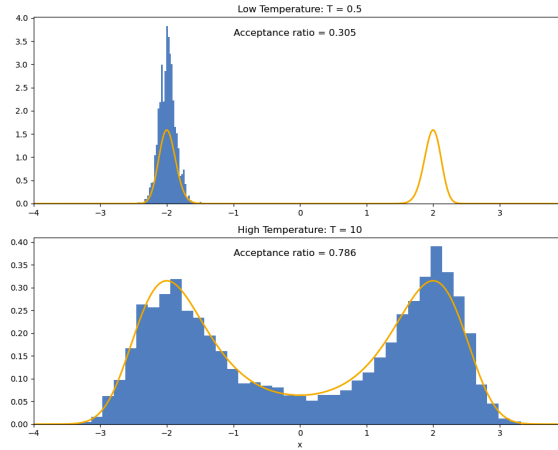 Low Temperature: T = 0.5
Acceptance ratio = 0.305
4.0
3.5
3.0
2.5
2.0
1.5
1.0
0.5
0.0
−4 −3 −2 −1 0 1 2 3
High Temperature: T = 10
Acceptance ratio = 0.786
0.40
0.35
0.30
0.25
0.20
0.15
0.10
0.05
0.00
−4 −3 −2 −1 0 1 2 3
x